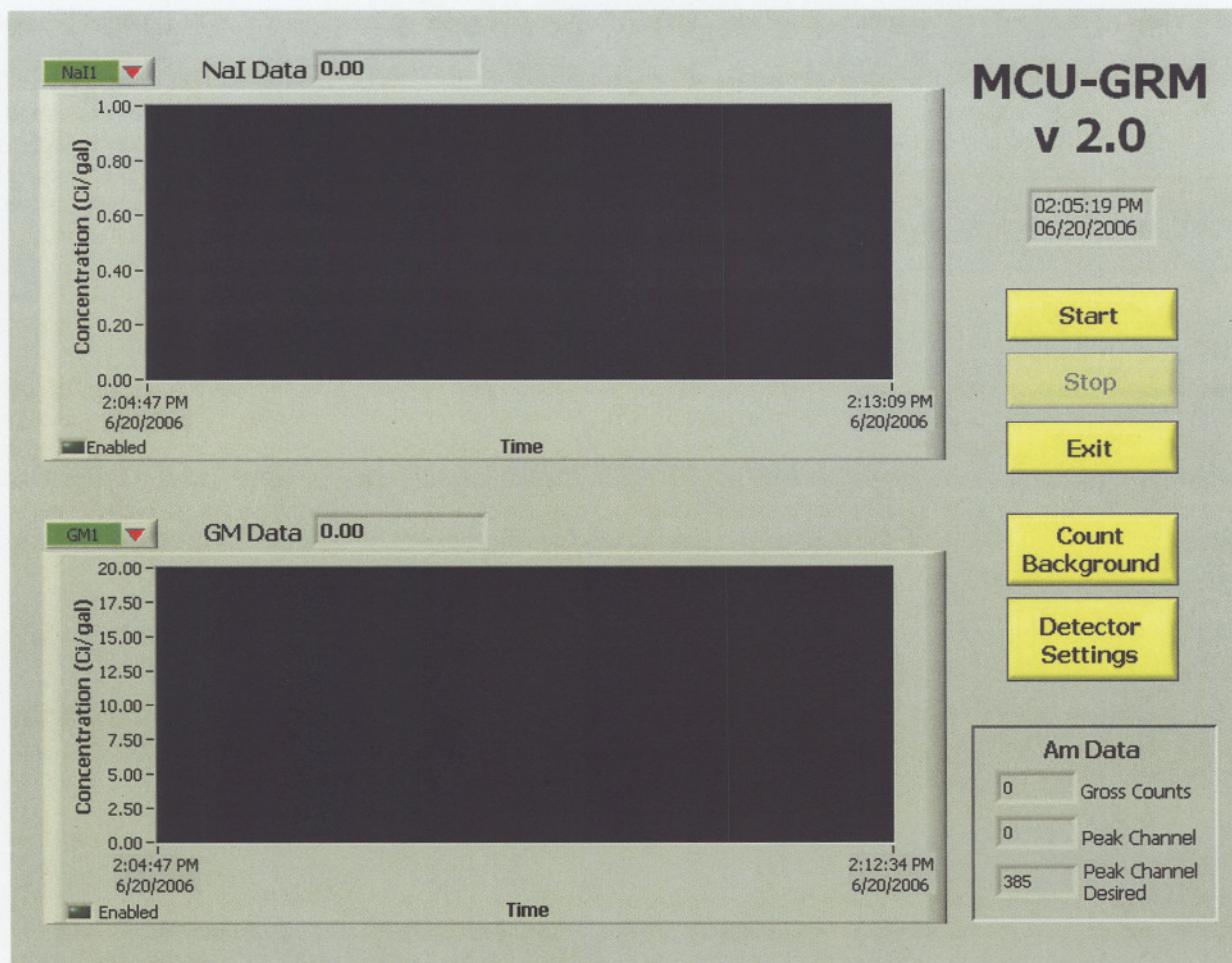 NaI1
NaI Data 0.00
Concentration (Ci/gal)
1.00
0.80
0.60
0.40
0.20
0.00
2:04:47 PM
6/20/2006
2:13:09 PM
6/20/2006
Enabled
Time
GM1
GM Data 0.00
Concentration (Ci/gal)
20.00
17.50
15.00
12.50
10.00
7.50
5.00
2.50
0.00
2:04:47 PM
6/20/2006
2:12:34 PM
6/20/2006
Enabled
Time
MCU-GRM
v 2.0
02:05:19 PM
06/20/2006
Start
Stop
Exit
Count
Background
Detector
Settings
Am Data
0 Gross Counts
0 Peak Channel
385 Peak Channel
Desired